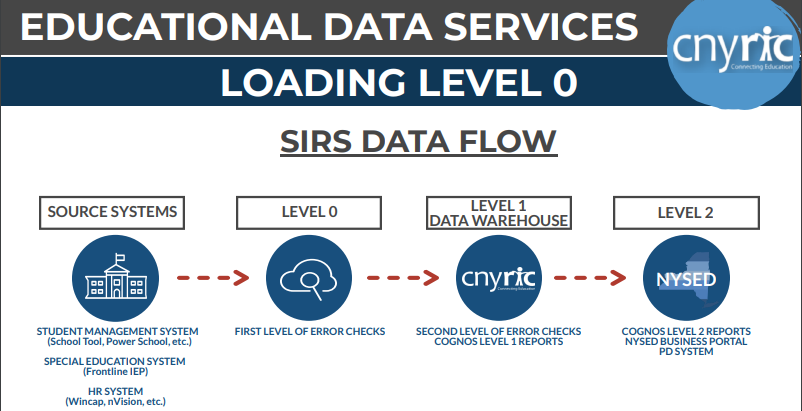 EDUCATIONAL DATA SERVICES
cnyric
Connecting Education
LOADING LEVEL 0
SIRS DATA FLOW
SOURCE SYSTEMS
LEVEL 0
LEVEL 1
DATA WAREHOUSE
LEVEL 2
cnyric
Connecting Education
NYSED
STUDENT MANAGEMENT SYSTEM
(School Tool, Power School, etc.)
SPECIAL EDUCATION SYSTEM
(Frontline IEP)
HR SYSTEM
(Wincap, nVision, etc.)
FIRST LEVEL OF ERROR CHECKS
SECOND LEVEL OF ERROR CHECKS
COGNOS LEVEL 1 REPORTS
COGNOS LEVEL 2 REPORTS
NYSED BUSINESS PORTAL
PD SYSTEM